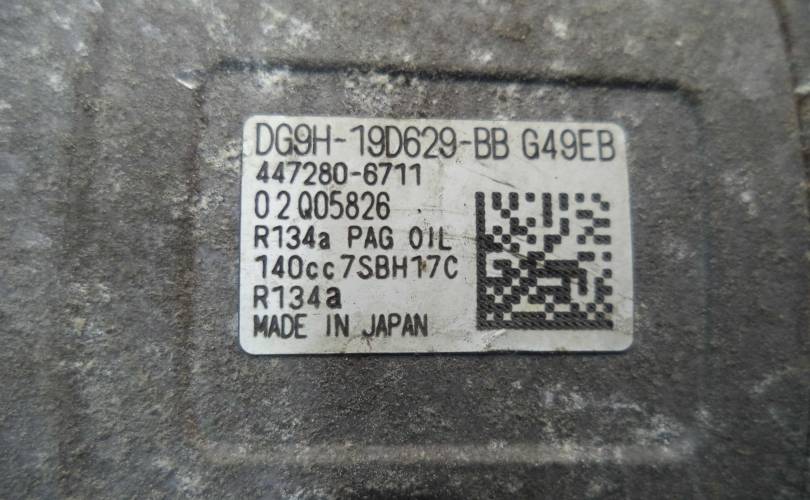 DG9H-19D629-BB G49EB
447280-6711
02Q05826
R134a PAG OIL
140cc7SBH17C
R134a
MADE IN JAPAN